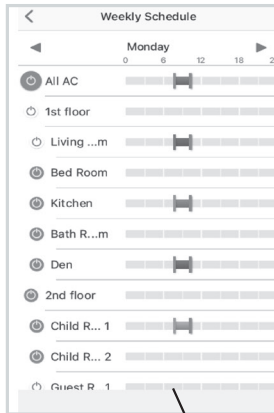 Weekly Schedule
Monday
0 6 12 18 2
All AC
1st floor
Living ...m
Bed Room
Kitchen
Bath R...m
Den
2nd floor
Child R... 1
Child R... 2
Guest R...1